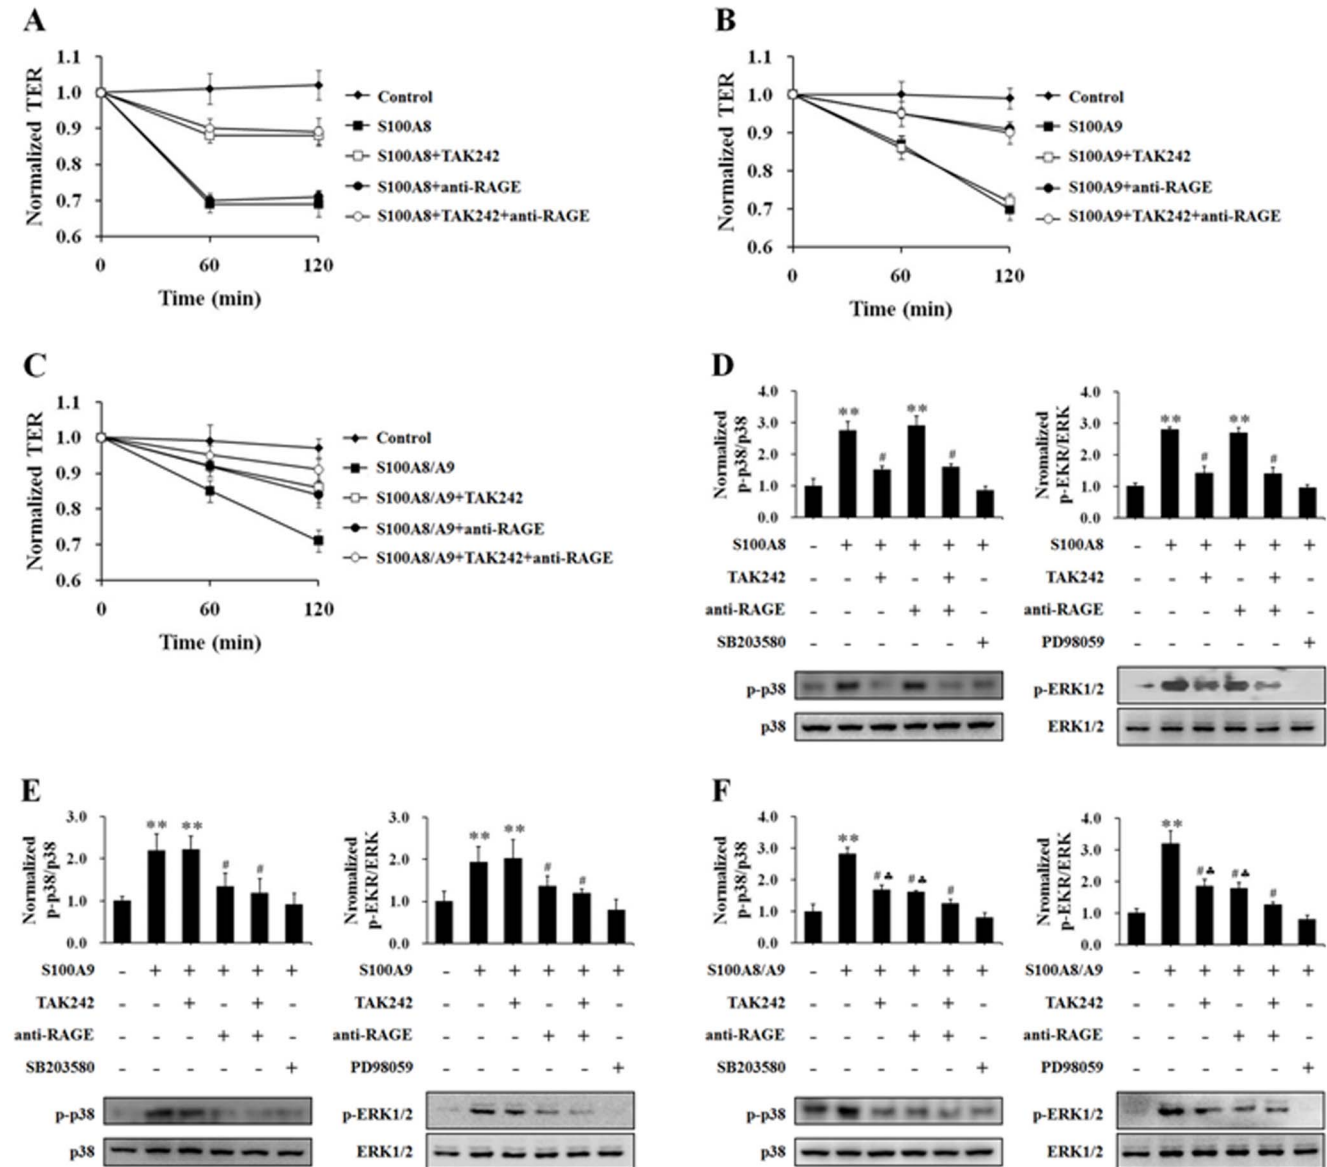 A
1.1
1.0
0.9
0.8
0.7
0.6
Normalized TER
0 60 120
Time (min)
Control
S100A8
S100A8+TAK242
S100A8+anti-RAGE
S100A8+TAK242+anti-RAGE
B
1.1
1.0
0.9
0.8
0.7
0.6
Normalized TER
0 60 120
Time (min)
Control
S100A9
S100A9+TAK242
S100A9+anti-RAGE
S100A9+TAK242+anti-RAGE
C
1.1
1.0
0.9
0.8
0.7
0.6
Normalized TER
0 60 120
Time (min)
Control
S100A8/A9
S100A8/A9+TAK242
S100A8/A9+anti-RAGE
S100A8/A9+TAK242+anti-RAGE
D
Normalized
p-p38/p38
4.0
3.0
2.0
1.0
0.0
** # ** #
S100A8 - + + + + +
TAK242 - - + - + -
anti-RAGE - - - + + -
SB203580 - - - - - +
p-p38
p38
Nromalized
p-EKR/ERK
4.0
3.0
2.0
1.0
0.0
** # ** #
S100A8 - + + + + +
TAK242 - - + - + -
anti-RAGE - - - + + -
PD98059 - - - - - +
p-ERK1/2
ERK1/2
E
Normalized
p-p38/p38
3.0
2.0
1.0
0.0
** ** # #
S100A9 - + + + + +
TAK242 - - + - + -
anti-RAGE - - - + + -
SB203580 - - - - - +
p-p38
p38
Nromalized
p-EKR/ERK
3.0
2.0
1.0
0.0
** ** # #
S100A9 - + + + + +
TAK242 - - + - + -
anti-RAGE - - - + + -
PD98059 - - - - - +
p-ERK1/2
ERK1/2
F
Normalized
p-p38/p38
4.0
3.0
2.0
1.0
0.0
** #♣ #♣ #
S100A8/A9 - + + + + +
TAK242 - - + - + -
anti-RAGE - - - + + -
SB203580 - - - - - +
p-p38
p38
Nromalized
p-EKR/ERK
4.0
3.0
2.0
1.0
0.0
** #♣ #♣ #
S100A8/A9 - + + + + +
TAK242 - - + - + -
anti-RAGE - - - + + -
PD98059 - - - - - +
p-ERK1/2
ERK1/2